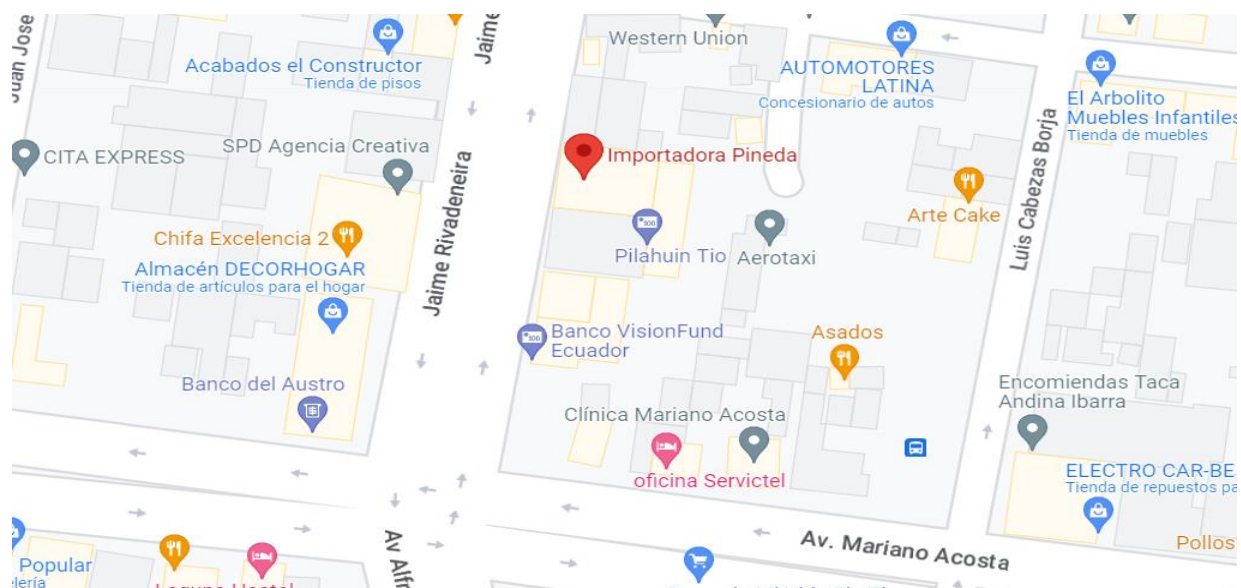 Juan Jose
Jaime
Western Union
Acabados el Constructor
Tienda de pisos
AUTOMOTORES
LATINA
Concesionario de autos
El Arbolito
Muebles Infantiles
Tienda de muebles
CITA EXPRESS
SPD Agencia Creativa
Importadora Pineda
Jaime Rivadeneira
Luis Cabezas Borja
Arte Cake
Chifa Excelencia 2
Pilahuin Tio
Aerotaxi
Almacén DECORHOGAR
Tienda de artículos para el hogar
Banco VisionFund
Ecuador
Asados
Banco del Austro
Encomiendas Taca
Andina Ibarra
Clínica Mariano Acosta
oficina Servictel
ELECTRO CAR-BE
Tienda de repuestos pa
Av. Mariano Acosta
Pollos
Av Alfr
Popular